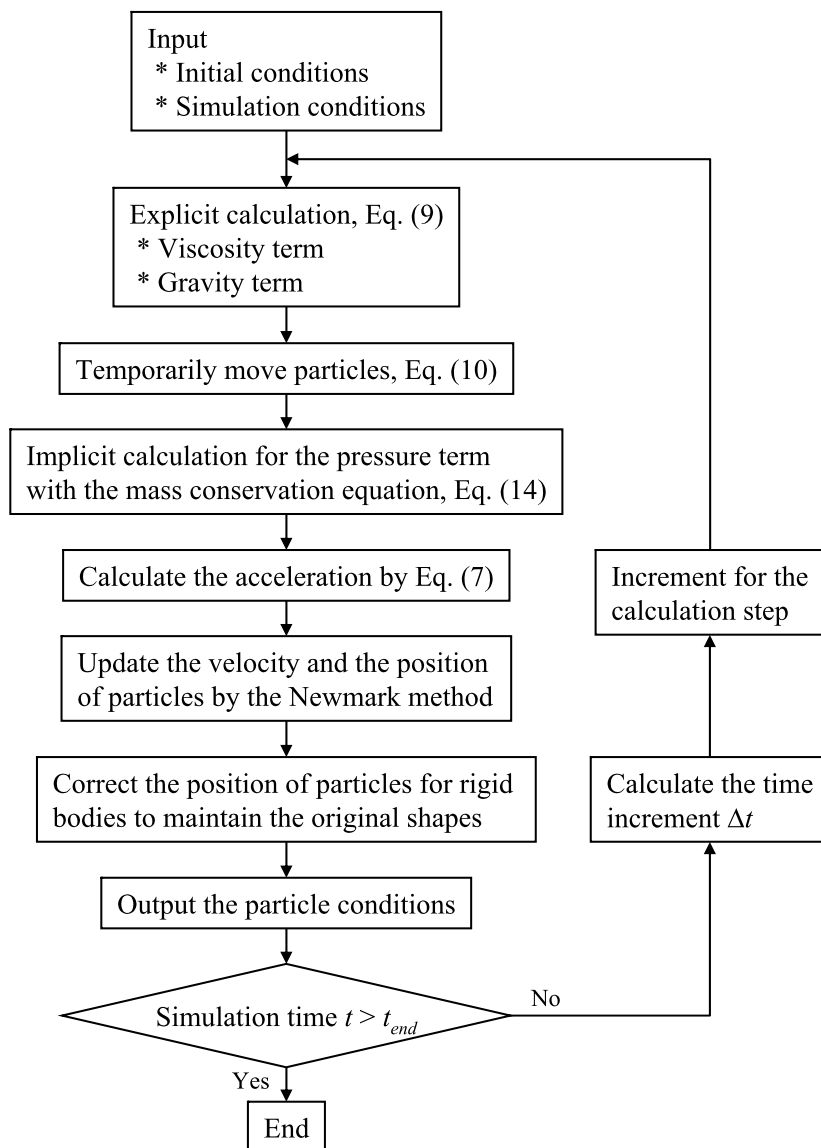 Input
* Initial conditions
* Simulation conditions
Explicit calculation, Eq. (9)
* Viscosity term
* Gravity term
Temporarily move particles, Eq. (10)
Implicit calculation for the pressure term
with the mass conservation equation, Eq. (14)
Calculate the acceleration by Eq. (7)
Update the velocity and the position
of particles by the Newmark method
Correct the position of particles for rigid
bodies to maintain the original shapes
Output the particle conditions
Simulation time t > t_end
No
Calculate the time
increment Δt
Increment for the
calculation step
Yes
End